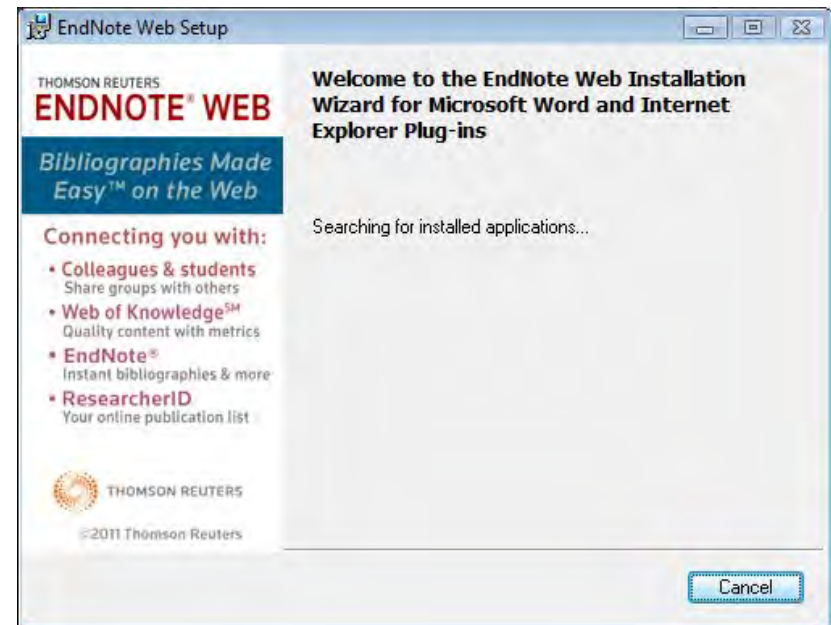 EndNote Web Setup
THOMSON REUTERS
ENDNOTE® WEB
Bibliographies Made
Easy™ on the Web
Connecting you with:
• Colleagues & students
Share groups with others
• Web of Knowledge℠
Quality content with metrics
• EndNote®
Instant bibliographies & more
• ResearcherID
Your online publication list
THOMSON REUTERS
©2011 Thomson Reuters
Welcome to the EndNote Web Installation
Wizard for Microsoft Word and Internet
Explorer Plug-ins
Searching for installed applications...
Cancel